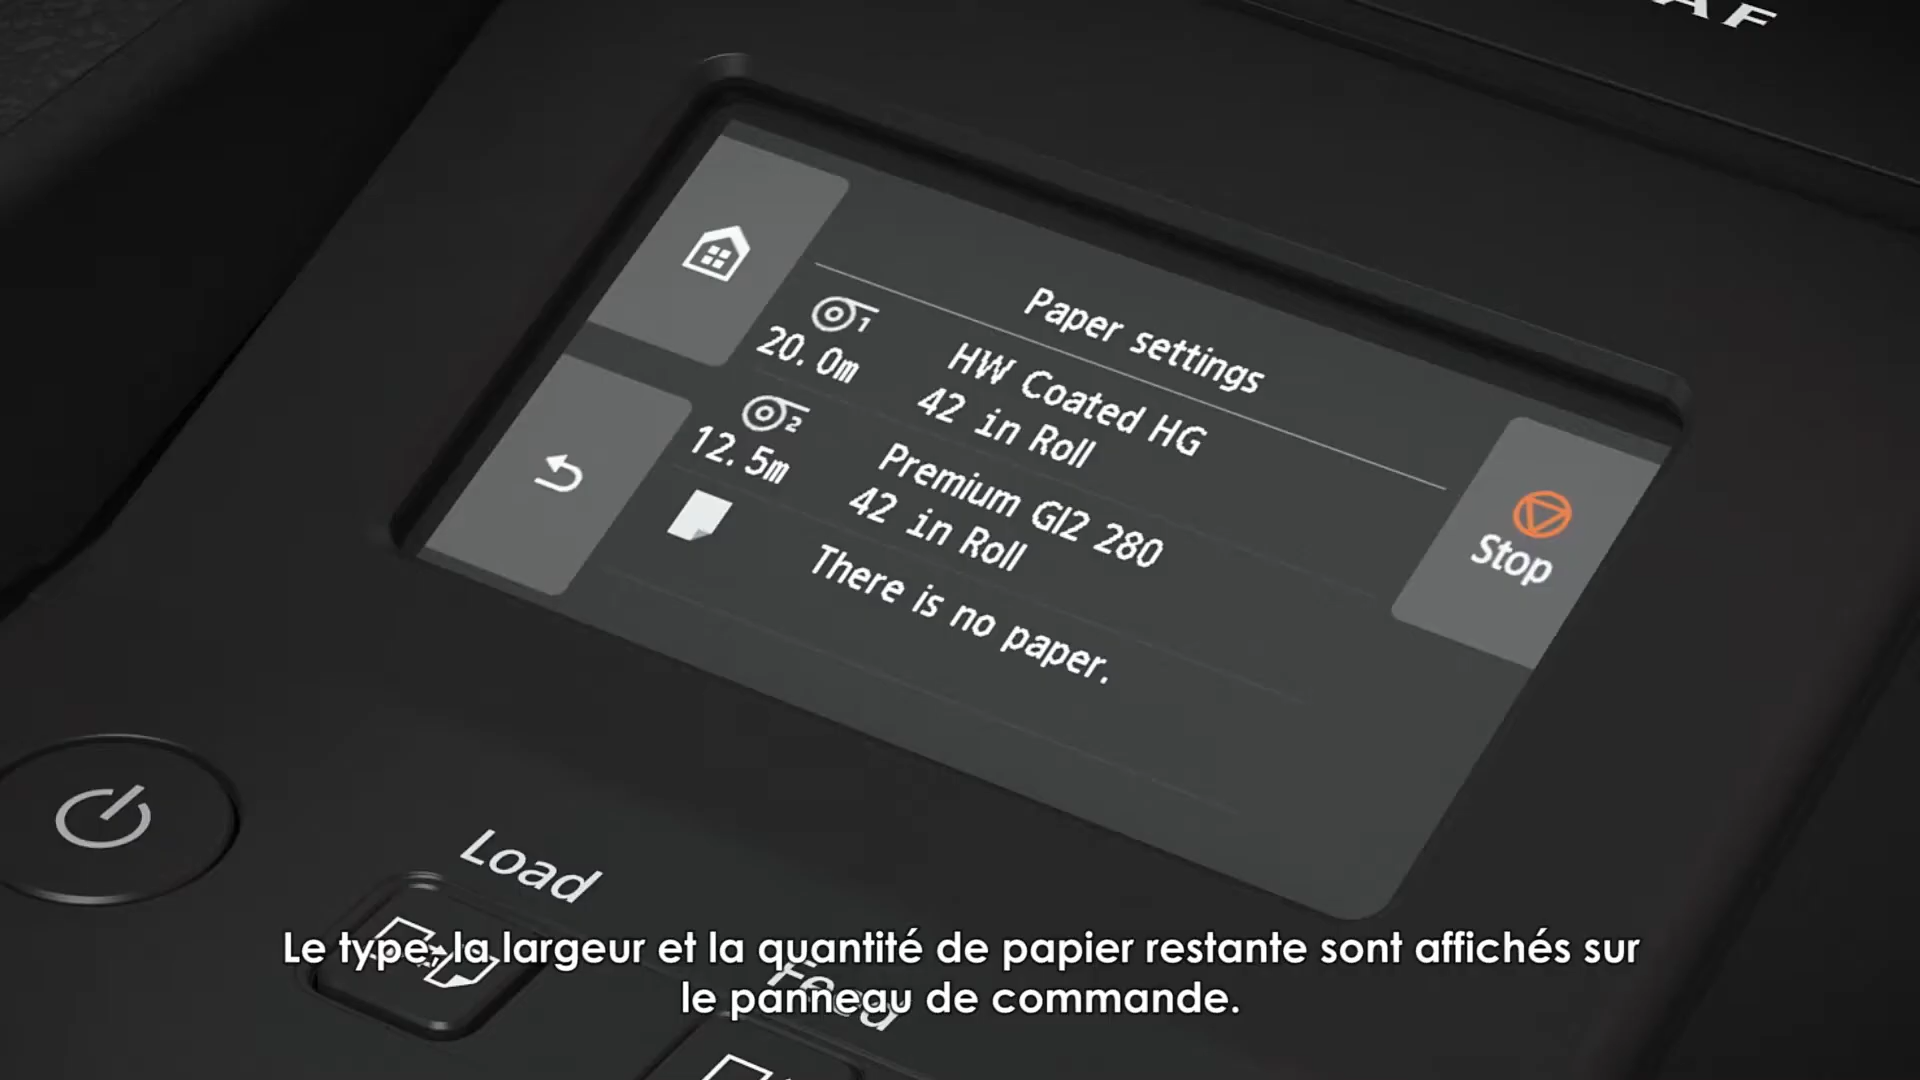 AF
Paper settings
1
20.0m
HW Coated HG
42 in Roll
2
12.5m
Premium Gl2 280
42 in Roll
There is no paper.
Stop
Load
Feed
Le type, la largeur et la quantité de papier restante sont affichés sur
le panneau de commande.